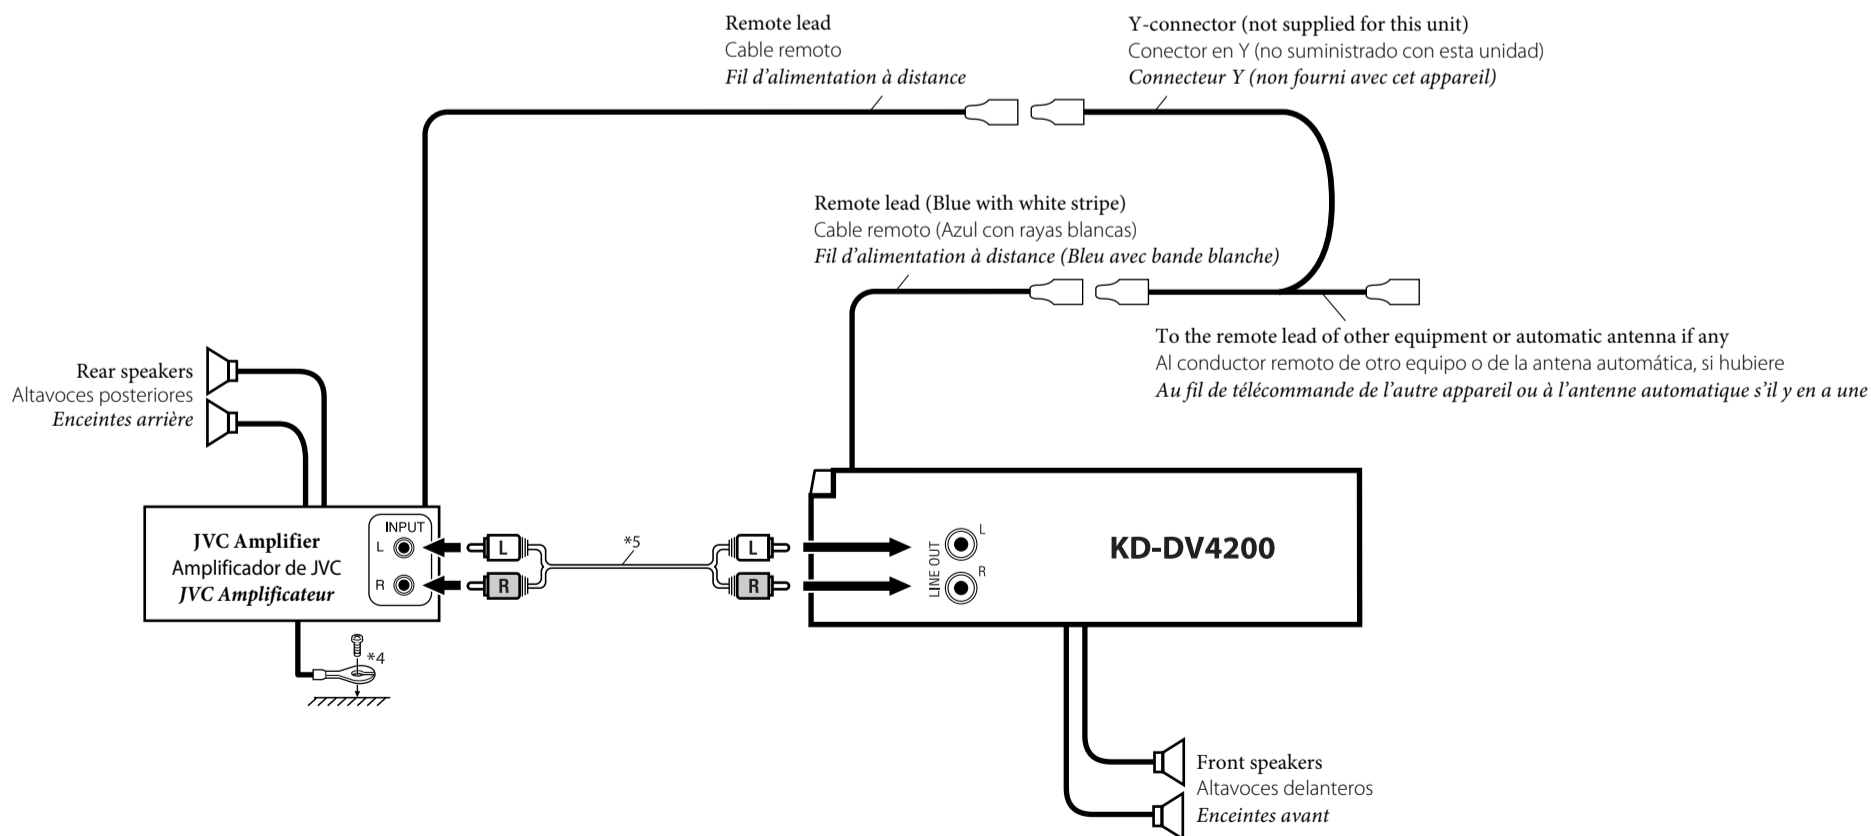 Remote lead
Cable remoto
Fil d’alimentation à distance
Y-connector (not supplied for this unit)
Conector en Y (no suministrado con esta unidad)
Connecteur Y (non fourni avec cet appareil)
Remote lead (Blue with white stripe)
Cable remoto (Azul con rayas blancas)
Fil d’alimentation à distance (Bleu avec bande blanche)
To the remote lead of other equipment or automatic antenna if any
Al conductor remoto de otro equipo o de la antena automática, si hubiere
Au fil de télécommande de l’autre appareil ou à l’antenne automatique s’il y en a une
Rear speakers
Altavoces posteriores
Enceintes arrière
JVC Amplifier
Amplificador de JVC
JVC Amplificateur
INPUT
L
R
L
R
*5
L
R
LINE OUT
L
R
KD-DV4200
*4
Front speakers
Altavoces delanteros
Enceintes avant